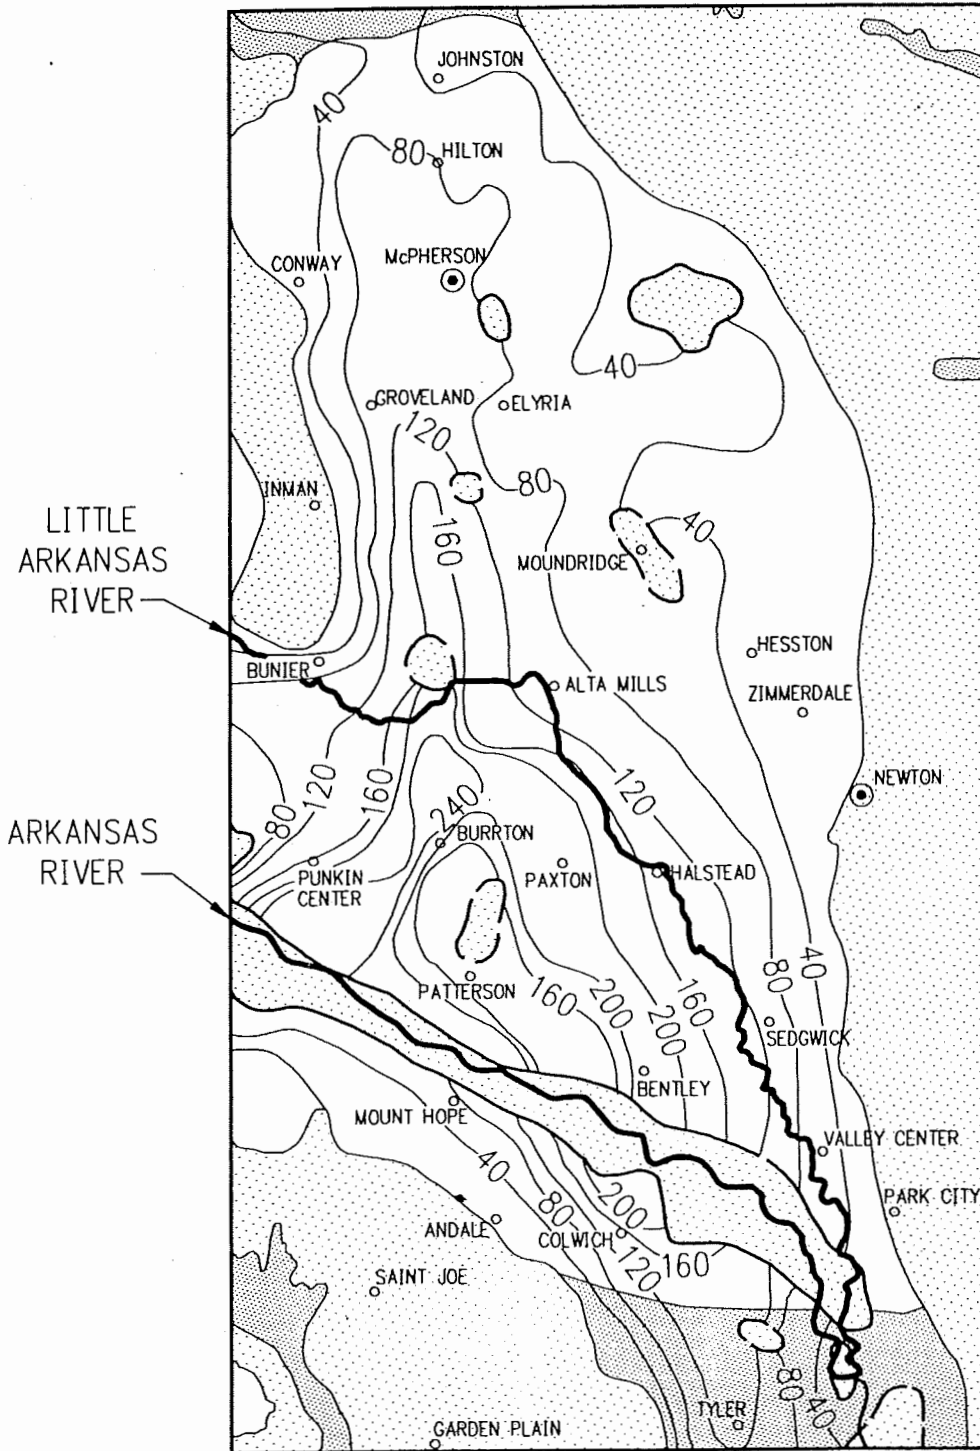 JOHNSTON
40
80
HILTON
CONWAY
McPHERSON
40
GROVELAND
ELYRIA
120
INMAN
80
160
40
MOUNDRIDGE
LITTLE
ARKANSAS
RIVER
HESSTON
BUNIER
ALTA MILLS
ZIMMERDALE
120
160
120
NEWTON
80
240
BURRTON
ARKANSAS
RIVER
PUNKIN
CENTER
PAXTON
HALSTEAD
PATTERSON
160
200
200
160
80
40
SEDGWICK
BENTLEY
MOUNT HOPE
VALLEY CENTER
40
PARK CITY
80
200
ANDALE
COLWICH
120
160
SAINT JOE
80
40
TYLER
GARDEN PLAIN